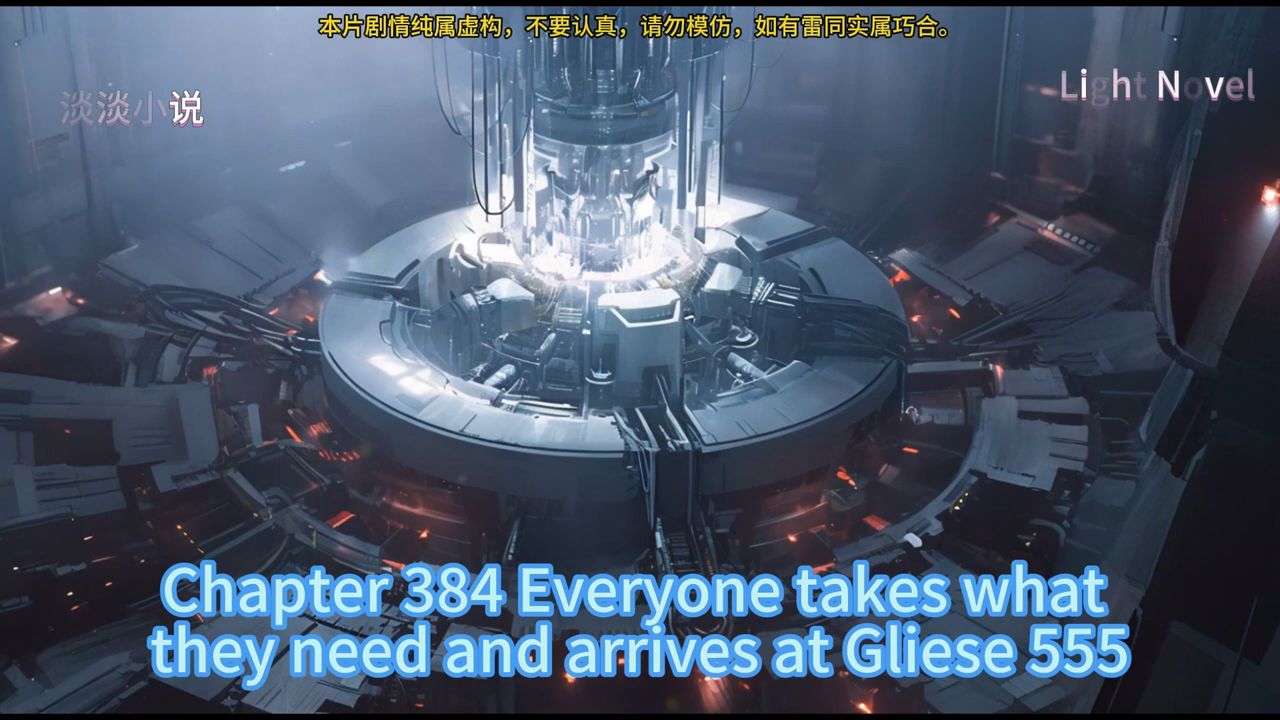 本片剧情纯属虚构，不要认真，请勿模仿，如有雷同实属巧合。
淡淡小说
Light Novel
Chapter 384 Everyone takes what
they need and arrives at Gliese 555